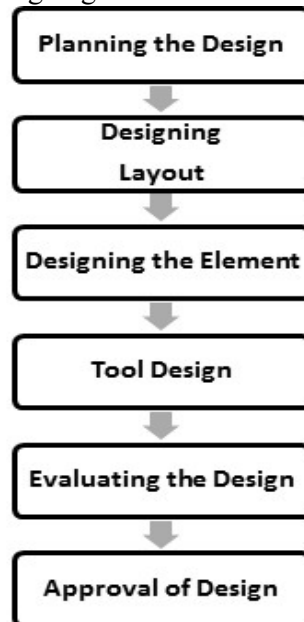 Planning the Design
Designing
Layout
Designing the Element
Tool Design
Evaluating the Design
Approval of Design